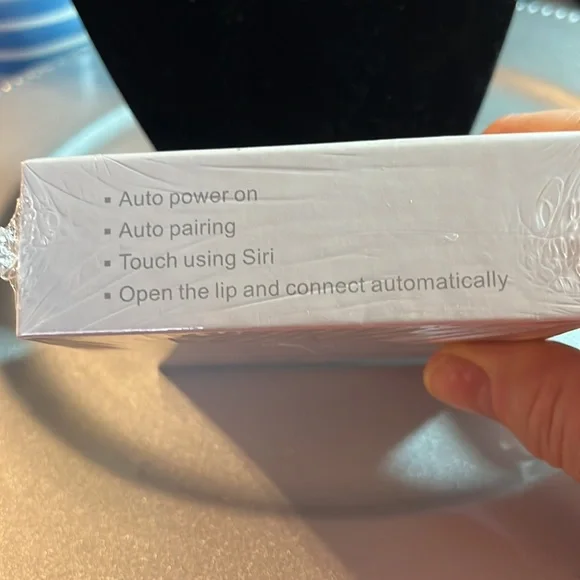 ▪ Auto power on
▪ Auto pairing
▪ Touch using Siri
▪ Open the lip and connect automatically